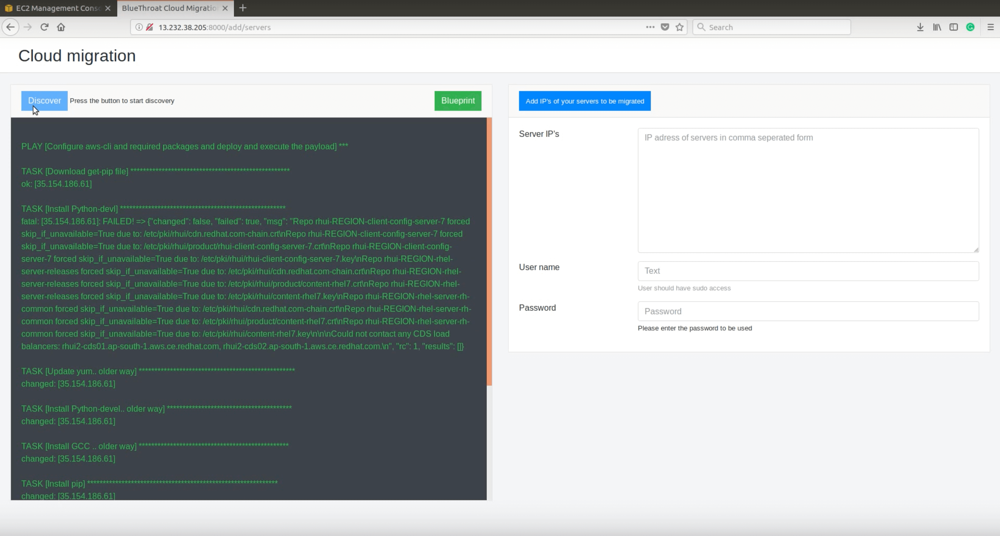 EC2 Management Conso
BlueThroat Cloud Migration
13.232.38.205:8000/add/servers
Search
Cloud migration
Discover
Press the button to start discovery
Blueprint
PLAY [Configure aws-cli and required packages and deploy and execute the payload] ***
TASK [Download get-pip file] ***************************************************
ok: [35.154.186.61]
TASK [Install Python-devl] *****************************************************
fatal: [35.154.186.61]: FAILED! => {"changed": false, "failed": true, "msg": "Repo rhui-REGION-client-config-server-7 forced
skip_if_unavailable=True due to: /etc/pki/rhui/cdn.redhat.com-chain.crt\nRepo rhui-REGION-client-config-server-7 forced
skip_if_unavailable=True due to: /etc/pki/rhui/product/rhui-client-config-server-7.crt\nRepo rhui-REGION-client-config-
server-7 forced skip_if_unavailable=True due to: /etc/pki/rhui/rhui-client-config-server-7.key\nRepo rhui-REGION-rhel-
server-releases forced skip_if_unavailable=True due to: /etc/pki/rhui/cdn.redhat.com-chain.crt\nRepo rhui-REGION-rhel-
server-releases forced skip_if_unavailable=True due to: /etc/pki/rhui/product/content-rhel7.crt\nRepo rhui-REGION-rhel-
server-releases forced skip_if_unavailable=True due to: /etc/pki/rhui/content-rhel7.key\nRepo rhui-REGION-rhel-server-rh-
common forced skip_if_unavailable=True due to: /etc/pki/rhui/cdn.redhat.com-chain.crt\nRepo rhui-REGION-rhel-server-rh-
common forced skip_if_unavailable=True due to: /etc/pki/rhui/product/content-rhel7.crt\nRepo rhui-REGION-rhel-server-rh-
common forced skip_if_unavailable=True due to: /etc/pki/rhui/content-rhel7.key\n\n\nCould not contact any CDS load
balancers: rhui2-cds01.ap-south-1.aws.ce.redhat.com, rhui2-cds02.ap-south-1.aws.ce.redhat.com.\n", "rc": 1, "results": []}
TASK [Update yum.. older way] **************************************************
changed: [35.154.186.61]
TASK [Install Python-devel.. older way] ****************************************
changed: [35.154.186.61]
TASK [Install GCC .. older way] ************************************************
changed: [35.154.186.61]
TASK [Install pip] *************************************************************
changed: [35.154.186.61]
Add IP's of your servers to be migrated
Server IP's
IP adress of servers in comma seperated form
User name
Text
User should have sudo access
Password
Password
Please enter the password to be used